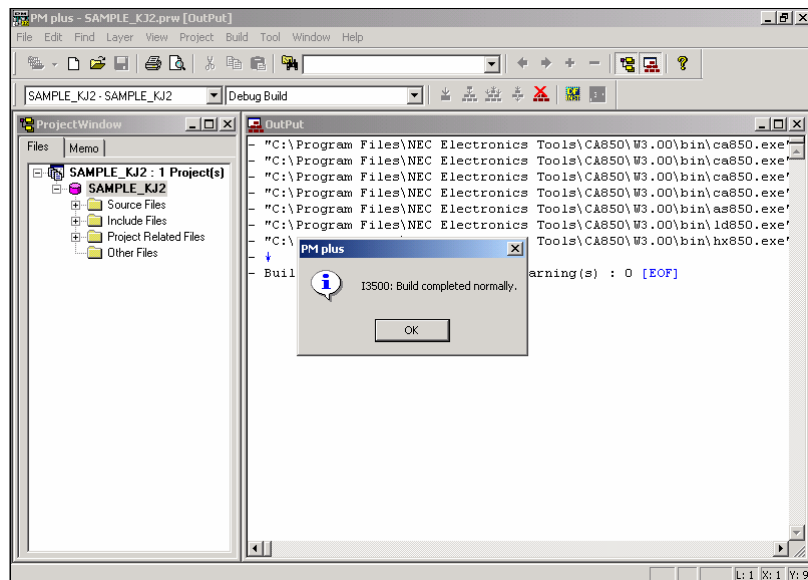 PM plus - SAMPLE_KJ2.prw [OutPut]
File Edit Find Layer View Project Build Tool Window Help
SAMPLE_KJ2 - SAMPLE_KJ2
Debug Build
ProjectWindow
Files Memo
SAMPLE_KJ2 : 1 Project(s)
SAMPLE_KJ2
Source Files
Include Files
Project Related Files
Other Files
OutPut
- "C:\Program Files\NEC Electronics Tools\CA850\W3.00\bin\ca850.exe"
- "C:\Program Files\NEC Electronics Tools\CA850\W3.00\bin\ca850.exe"
- "C:\Program Files\NEC Electronics Tools\CA850\W3.00\bin\ca850.exe"
- "C:\Program Files\NEC Electronics Tools\CA850\W3.00\bin\ca850.exe"
- "C:\Program Files\NEC Electronics Tools\CA850\W3.00\bin\as850.exe"
- "C:\Program Files\NEC Electronics Tools\CA850\W3.00\bin\ld850.exe"
- "C:\ Tools\CA850\W3.00\bin\hx850.exe"
- ↓
- Buil arning(s) : 0 [EOF]
PM plus
I3500: Build completed normally.
OK
L: 1 X: 1 Y: 9